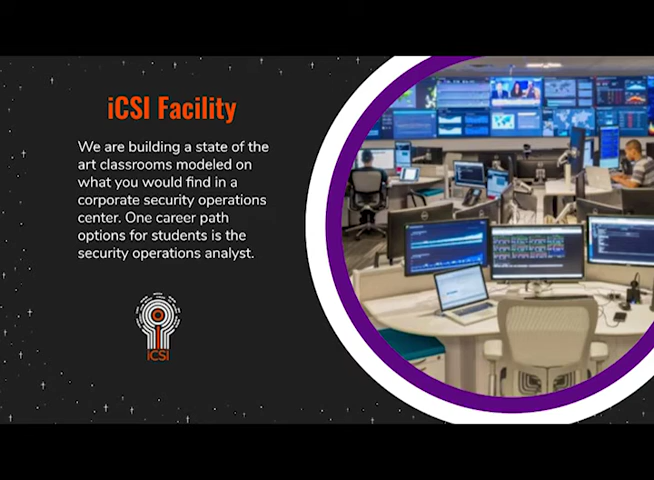 iCSI Facility
We are building a state of the
art classrooms modeled on
what you would find in a
corporate security operations
center. One career path
options for students is the
security operations analyst.
iCSI